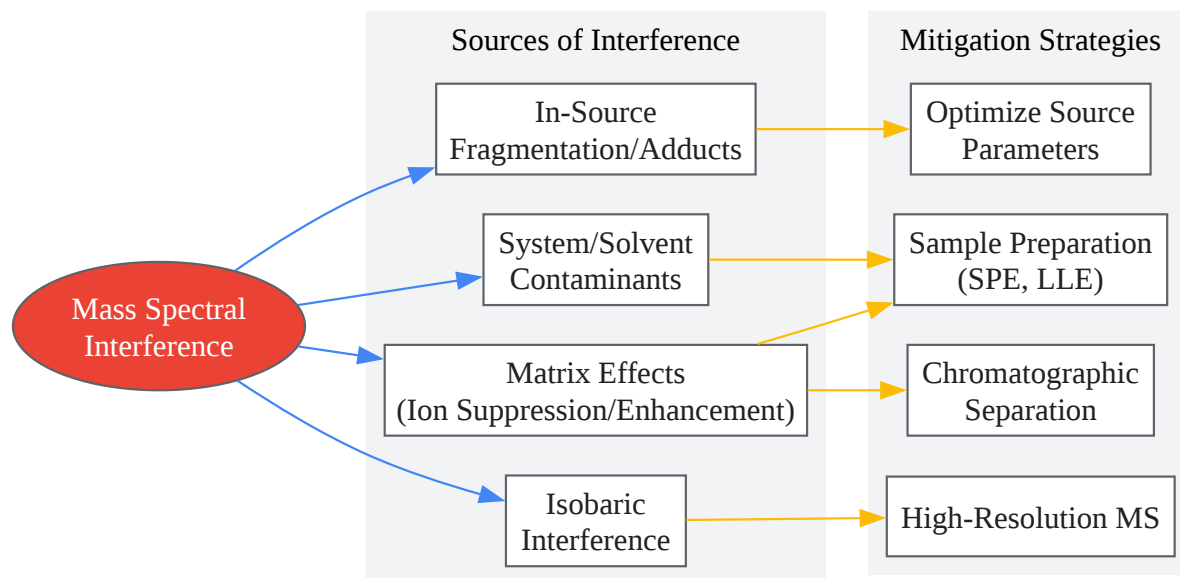 Sources of Interference
Mitigation Strategies
In-Source
Fragmentation/Adducts
Optimize Source
Parameters
System/Solvent
Contaminants
Sample Preparation
(SPE, LLE)
Mass Spectral
Interference
Matrix Effects
(Ion Suppression/Enhancement)
Chromatographic
Separation
Isobaric
Interference
High-Resolution MS